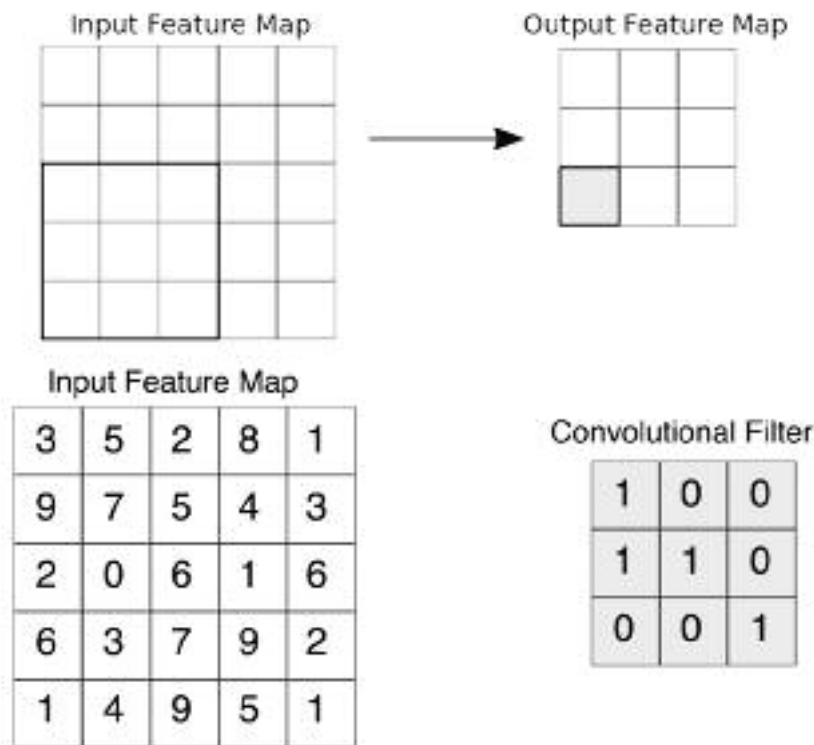 Input Feature Map
Output Feature Map
Input Feature Map
3 5 2 8 1
9 7 5 4 3
2 0 6 1 6
6 3 7 9 2
1 4 9 5 1
Convolutional Filter
1 0 0
1 1 0
0 0 1